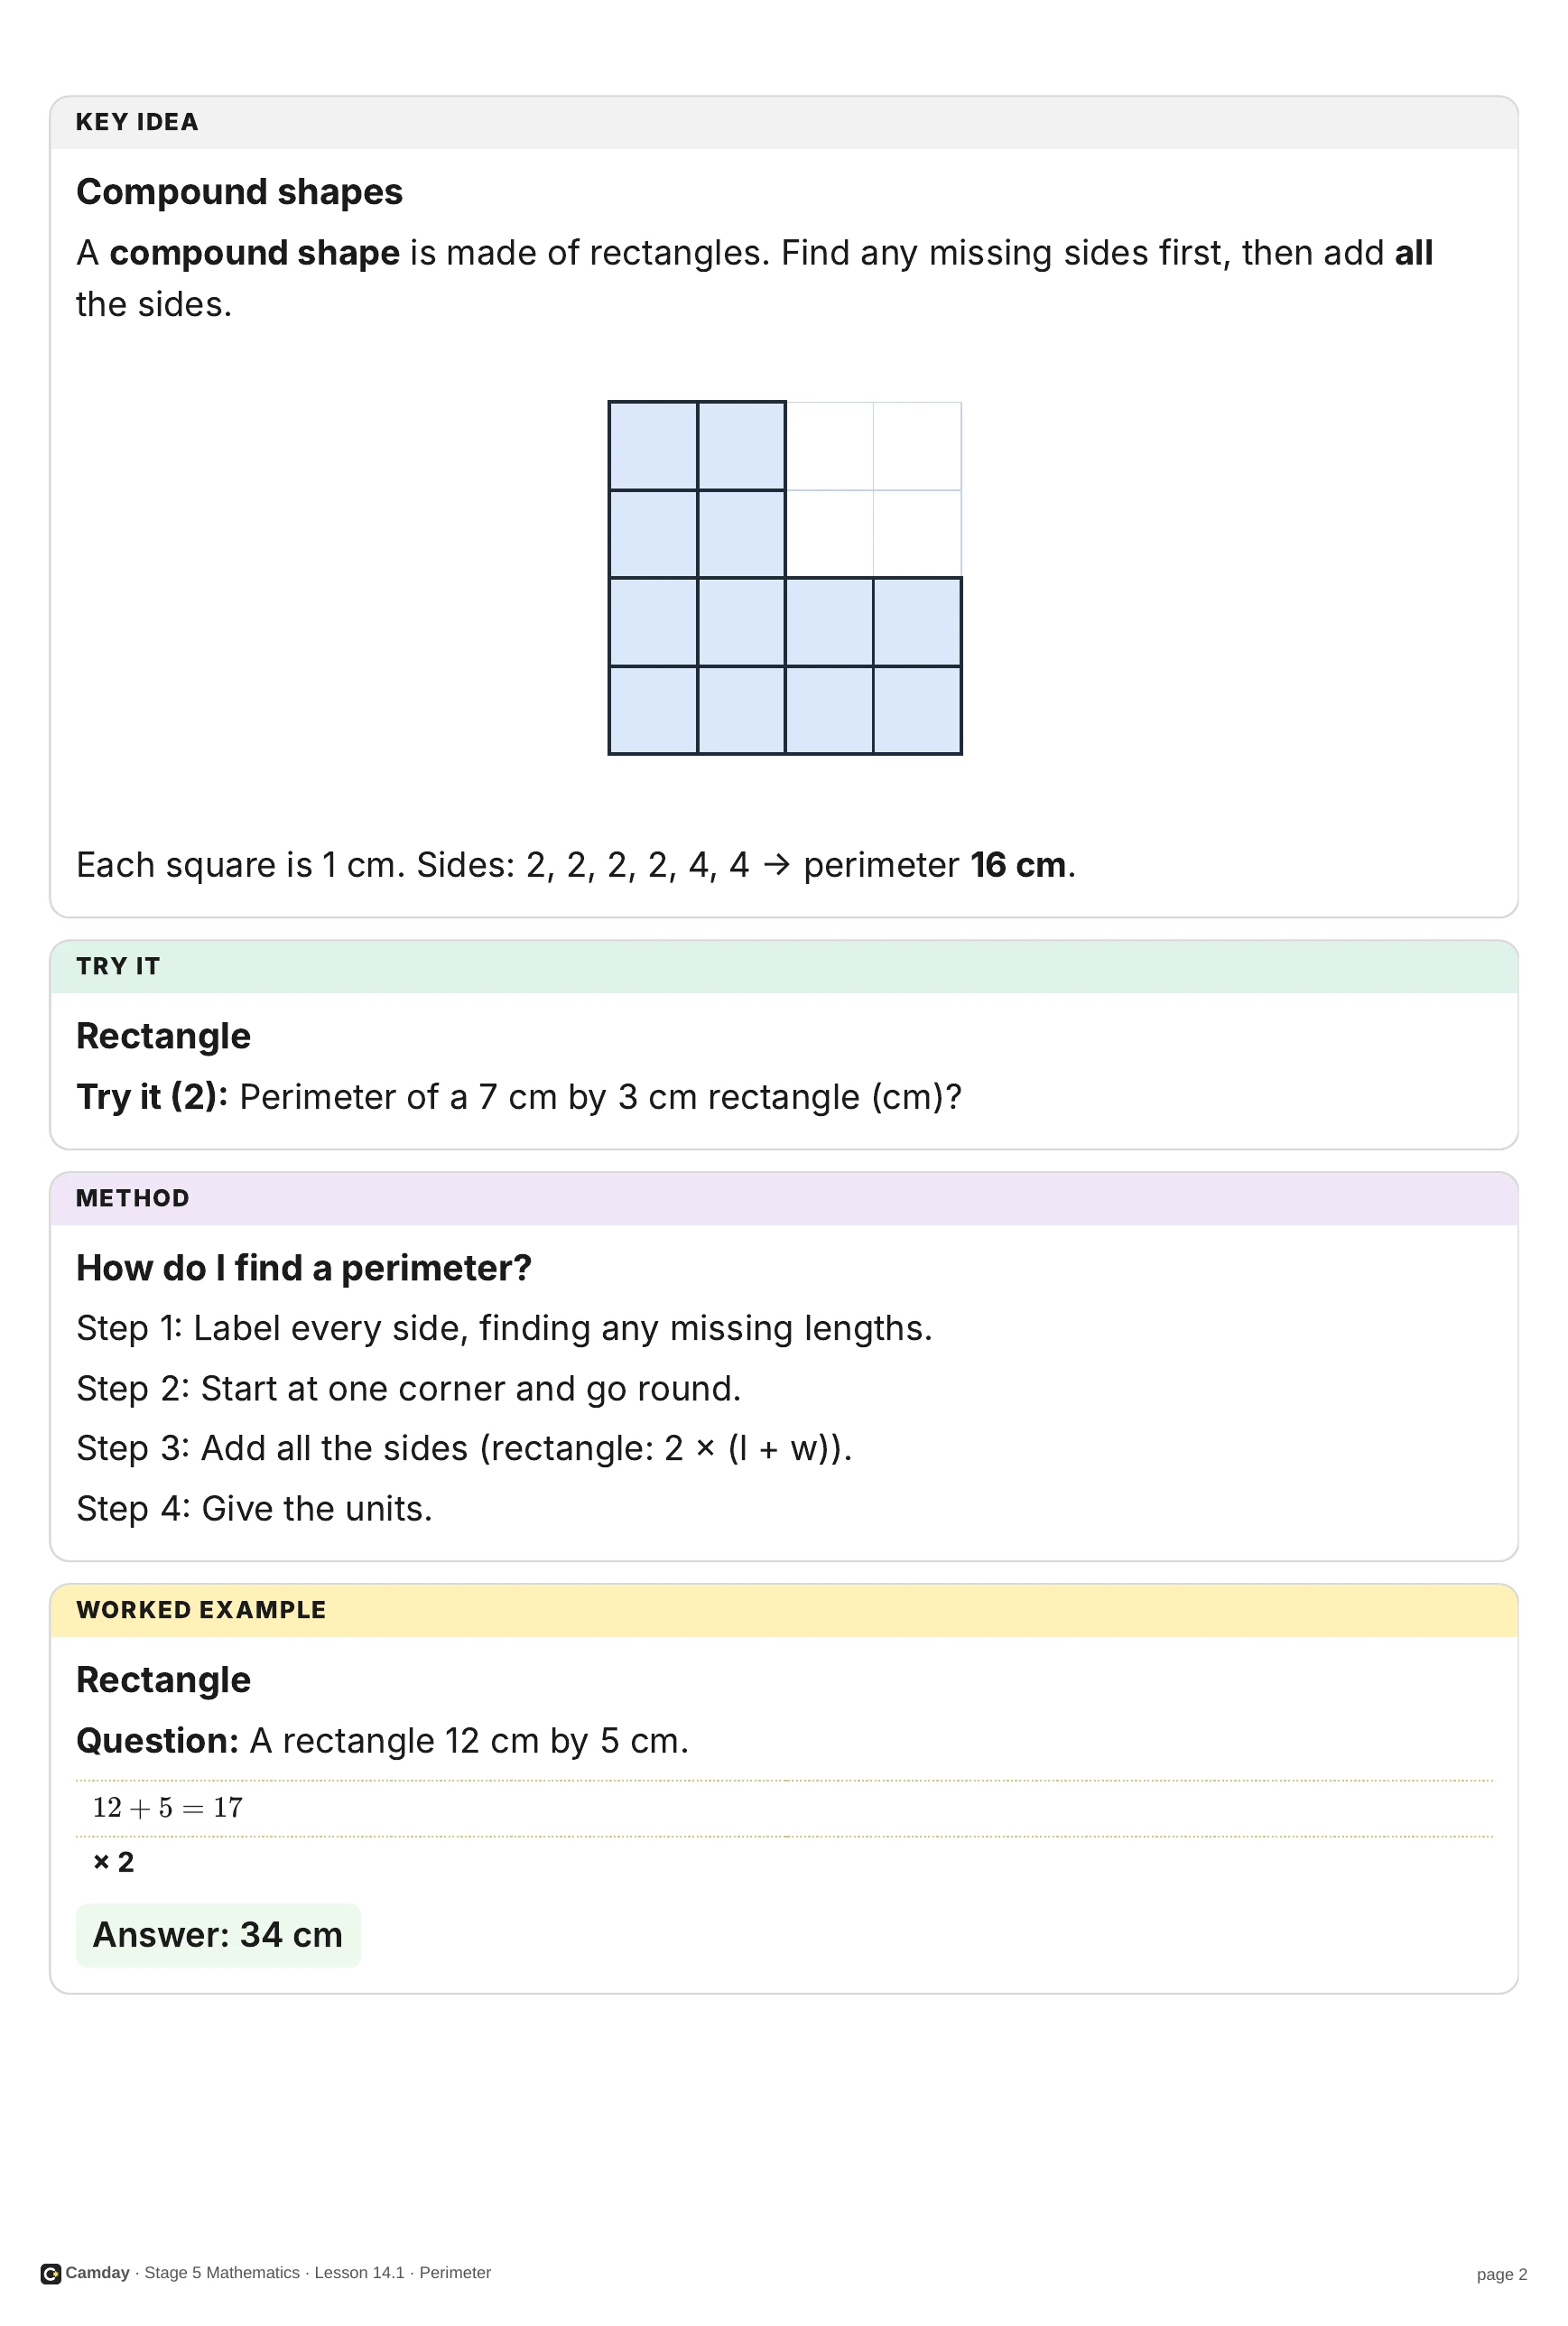 KEY IDEA
Compound shapes
A compound shape is made of rectangles. Find any missing sides first, then add all
the sides.
Each square is 1 cm. Sides: 2, 2, 2, 2, 4, 4 → perimeter 16 cm.
TRY IT
Rectangle
Try it (2): Perimeter of a 7 cm by 3 cm rectangle (cm)?
METHOD
How do I find a perimeter?
Step 1: Label every side, finding any missing lengths.
Step 2: Start at one corner and go round.
Step 3: Add all the sides (rectangle: 2 × (l + w)).
Step 4: Give the units.
WORKED EXAMPLE
Rectangle
Question: A rectangle 12 cm by 5 cm.
12 + 5 = 17
× 2
Answer: 34 cm
Camday · Stage 5 Mathematics · Lesson 14.1 · Perimeter
page 2